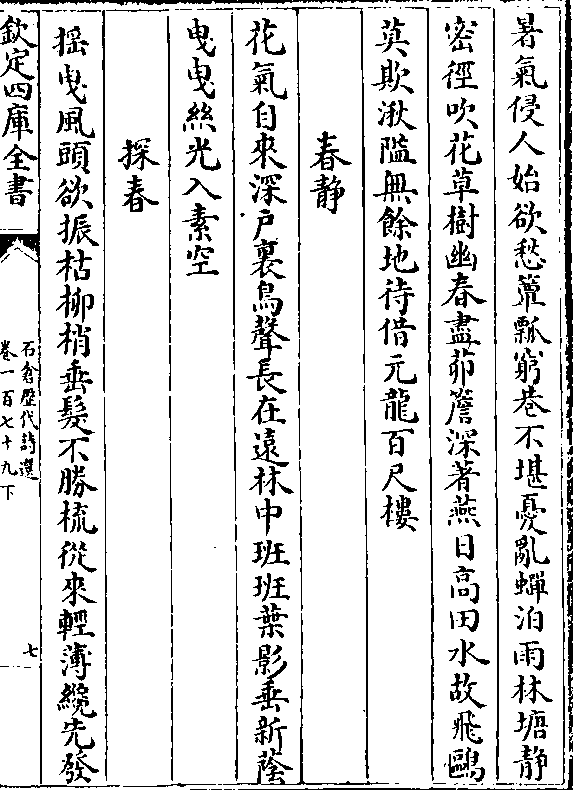 暑氣侵人始欲愁簞瓢窮巷不堪憂亂蟬泊雨林塘静
密徑吹花草樹幽春盡茆簷深著燕日高田水故飛鷗
莫欺湫隘無餘地待借元龍百尺樓
春静
花氣自來深户裏鳥聲長在遠林中班班葉影垂新蔭
曳曳絲光入素空
探春
摇曳風頭欲振枯柳梢垂髮不勝梳從來輕薄纔先發
欽定四庫全書
石倉歷代詩選
卷一百七十九下
七